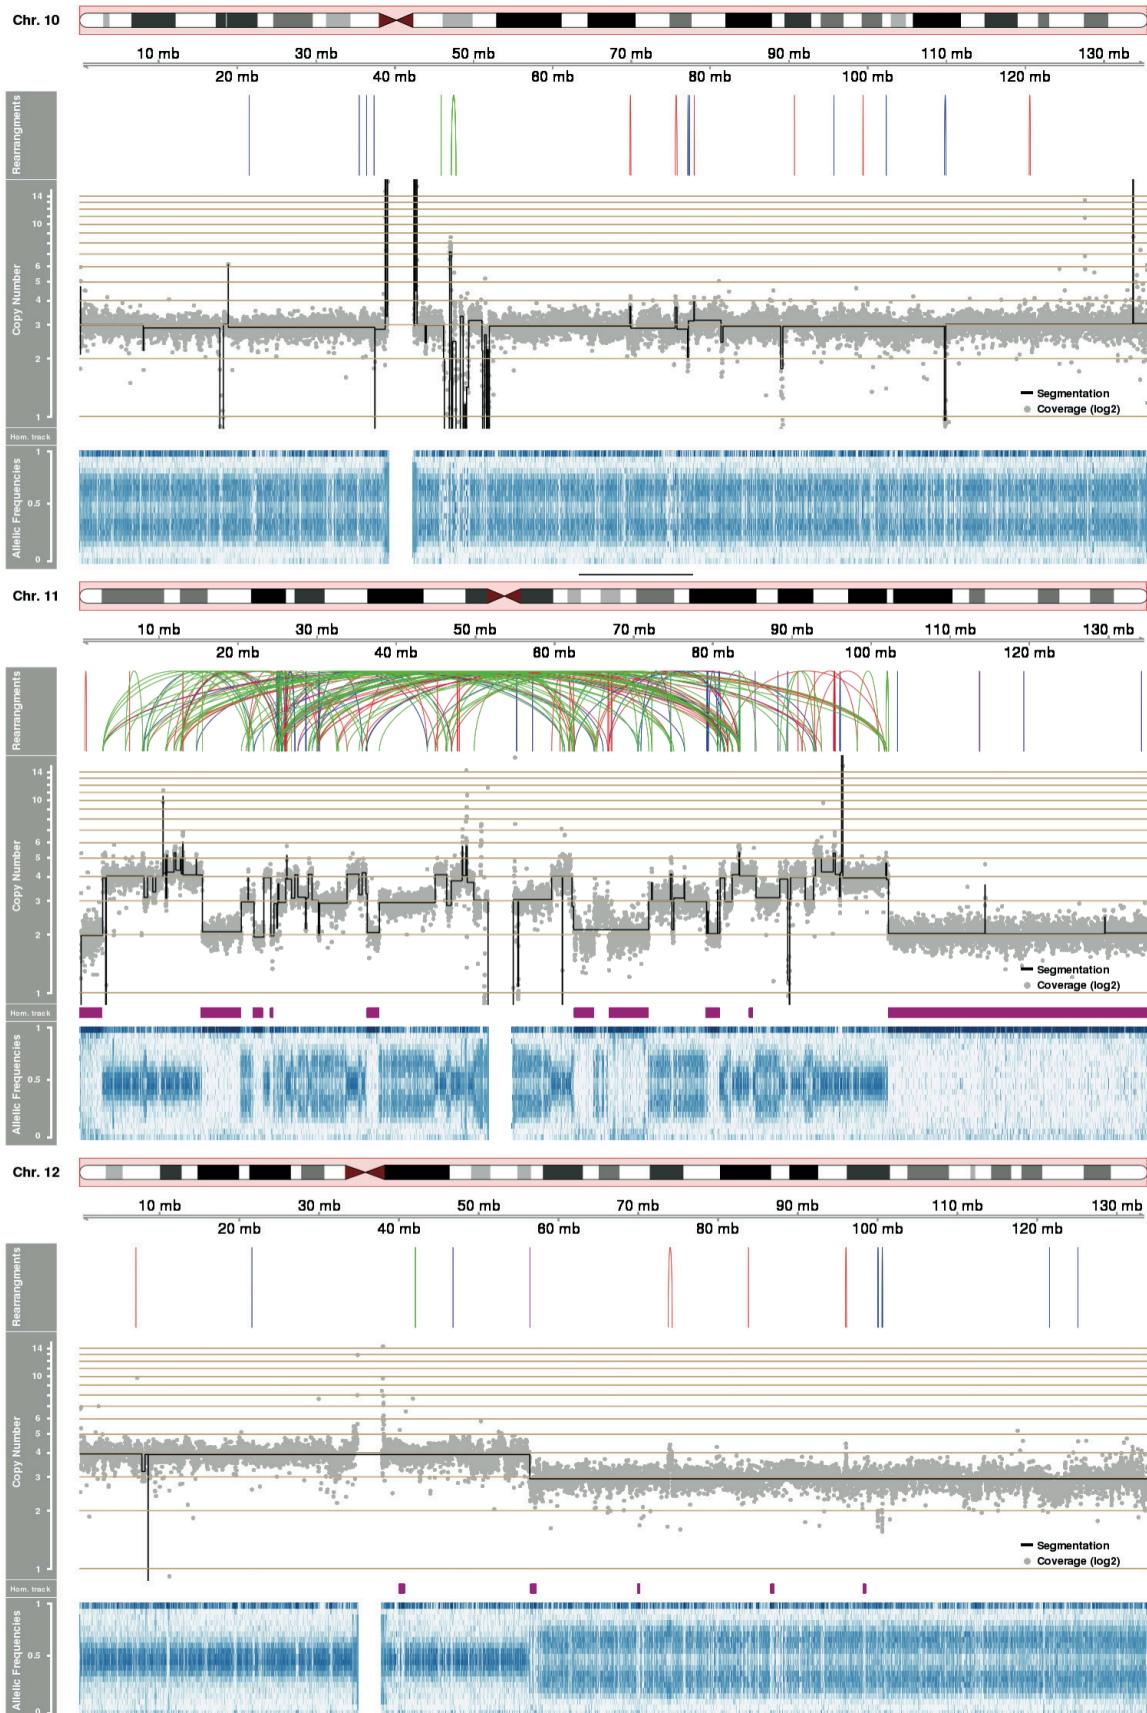 Chr. 10
10 mb 30 mb 50 mb 70 mb 90 mb 110 mb 130 mb
20 mb 40 mb 60 mb 80 mb 100 mb 120 mb
Rearrangments
Copy Number
14
10
6
5
4
3
2
1
Segmentation
Coverage (log2)
Hom. track
Allelic Frequencies
1
0.5
0
Chr. 11
10 mb 30 mb 50 mb 70 mb 90 mb 110 mb 130 mb
20 mb 40 mb 60 mb 80 mb 100 mb 120 mb
Rearrangments
Copy Number
14
10
6
5
4
3
2
1
Segmentation
Coverage (log2)
Hom. track
Allelic Frequencies
1
0.5
0
Chr. 12
10 mb 30 mb 50 mb 70 mb 90 mb 110 mb 130 mb
20 mb 40 mb 60 mb 80 mb 100 mb 120 mb
Rearrangments
Copy Number
14
10
6
5
4
3
2
1
Segmentation
Coverage (log2)
Hom. track
Allelic Frequencies
1
0.5
0